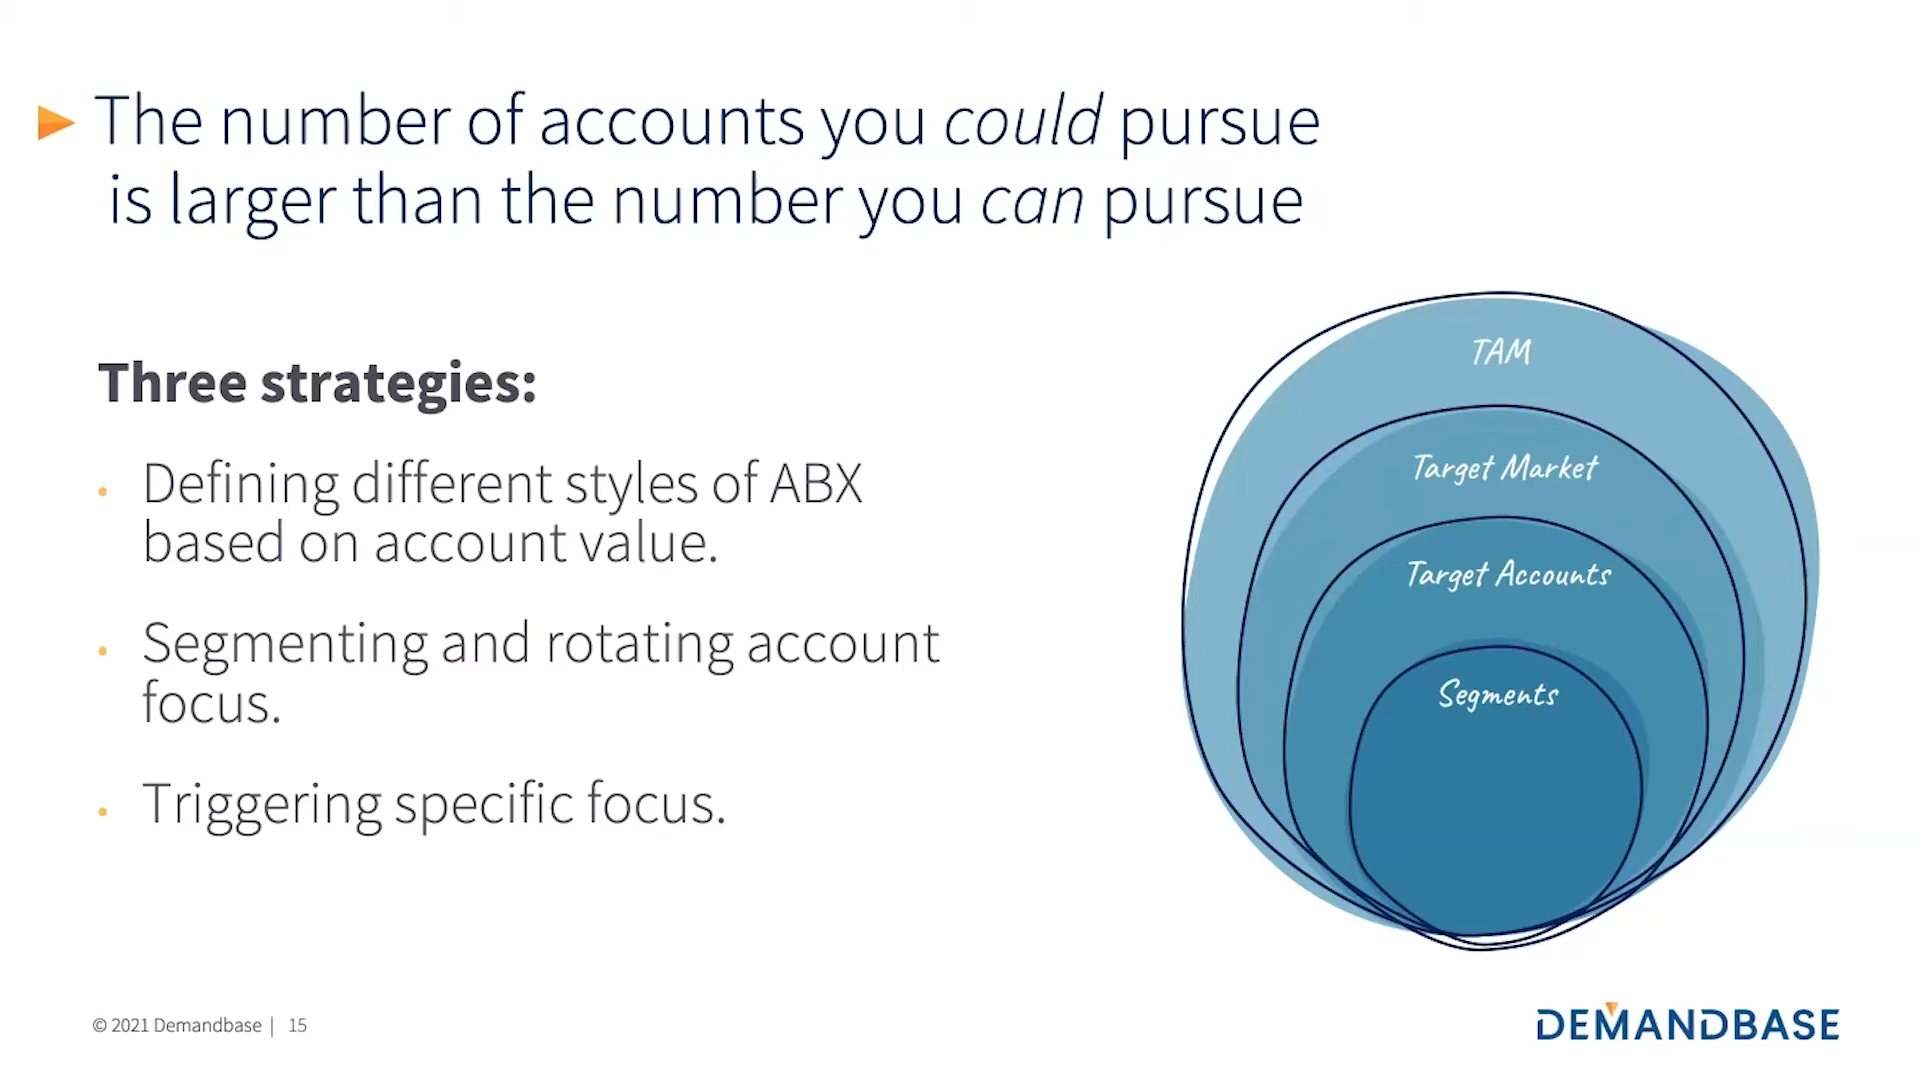 The number of accounts you could pursue
is larger than the number you can pursue
Three strategies:
• Defining different styles of ABX
based on account value.
• Segmenting and rotating account
focus.
• Triggering specific focus.
TAM
Target Market
Target Accounts
Segments
© 2021 Demandbase | 15
DEMANDBASE